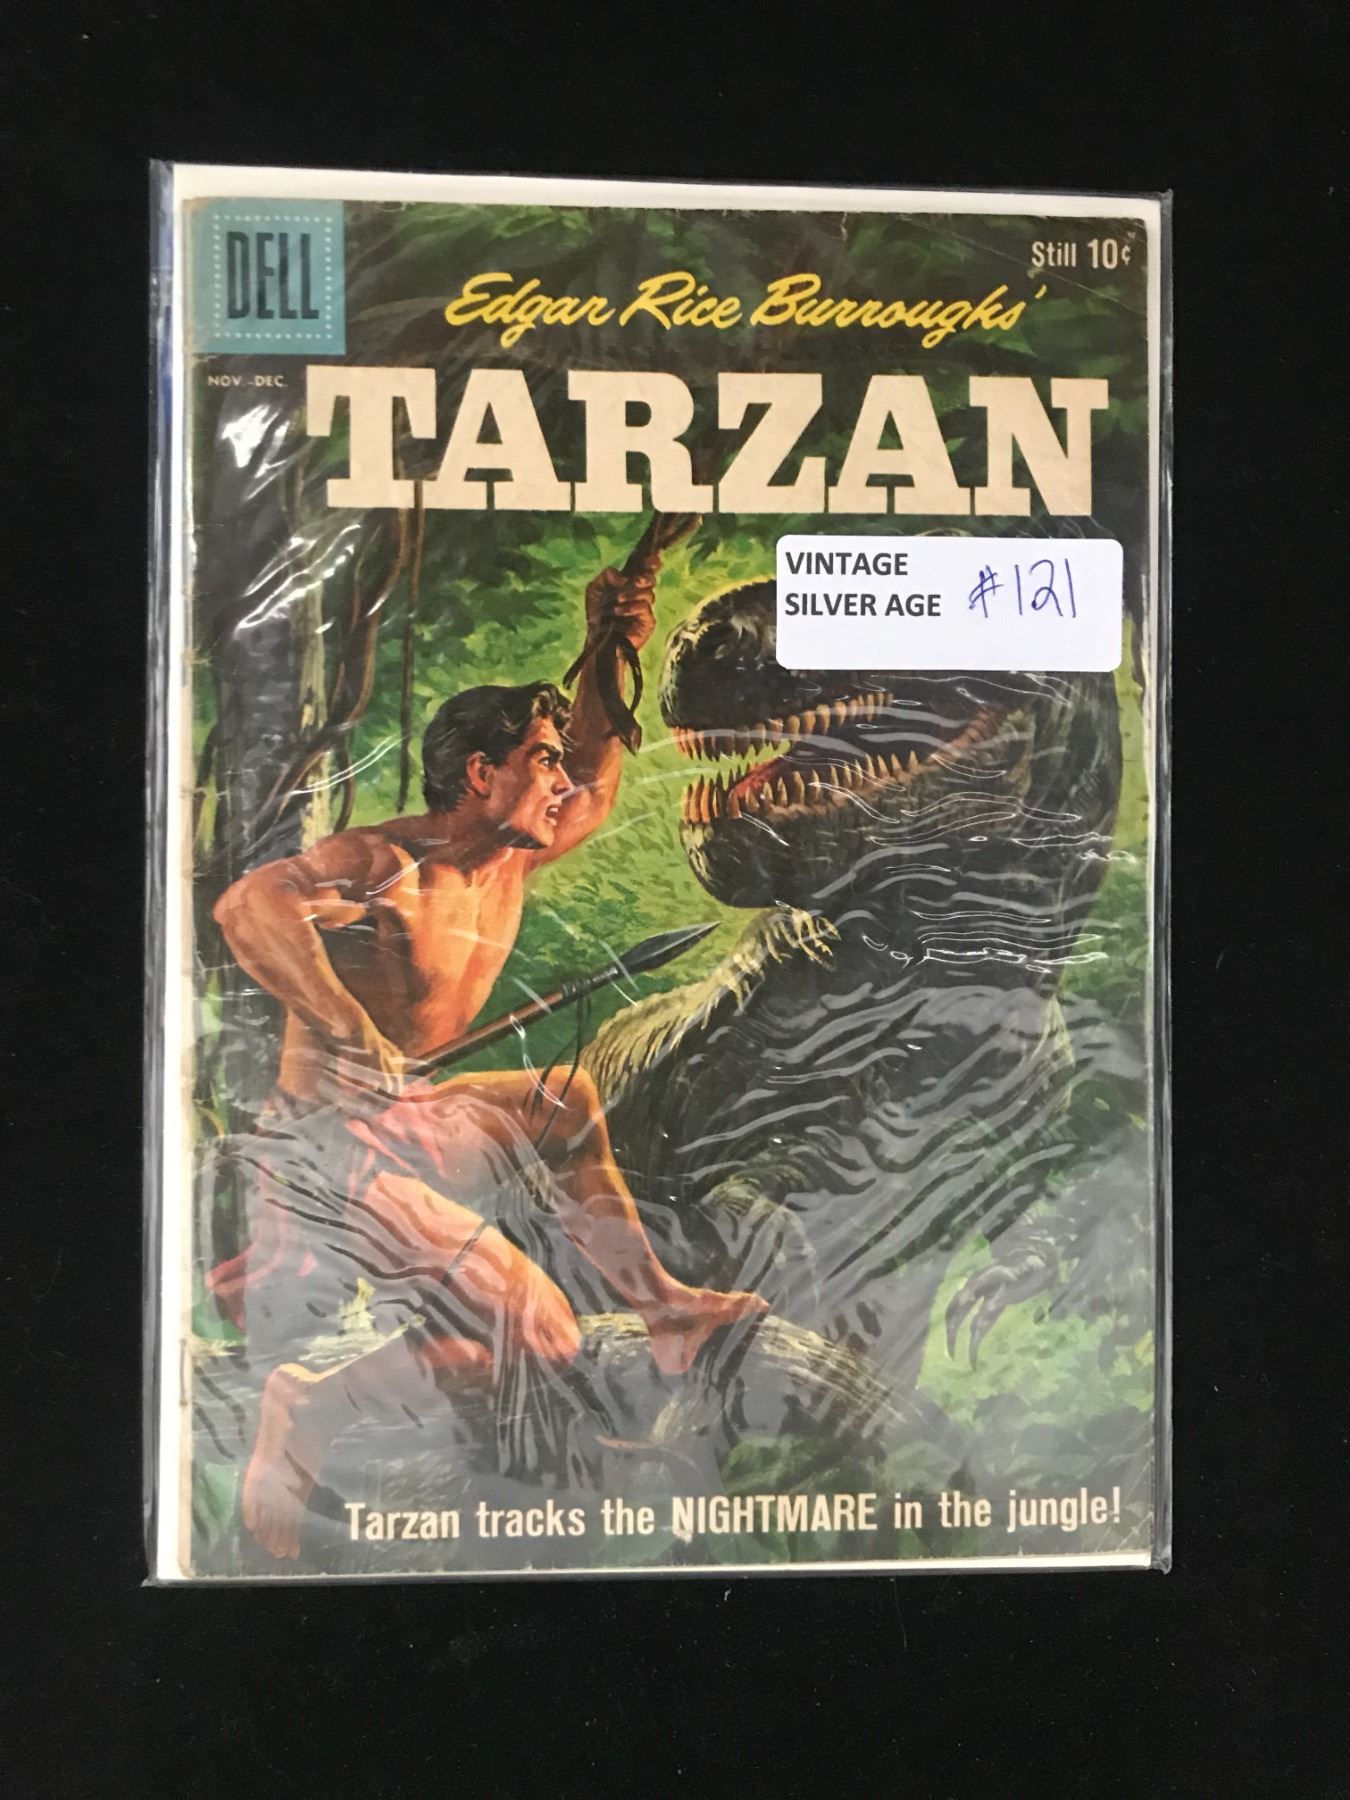 DELL
Still 10¢
Edgar Rice Burroughs'
NOV.-DEC.
TARZAN
VINTAGE
SILVER AGE #121
Tarzan tracks the NIGHTMARE in the jungle!